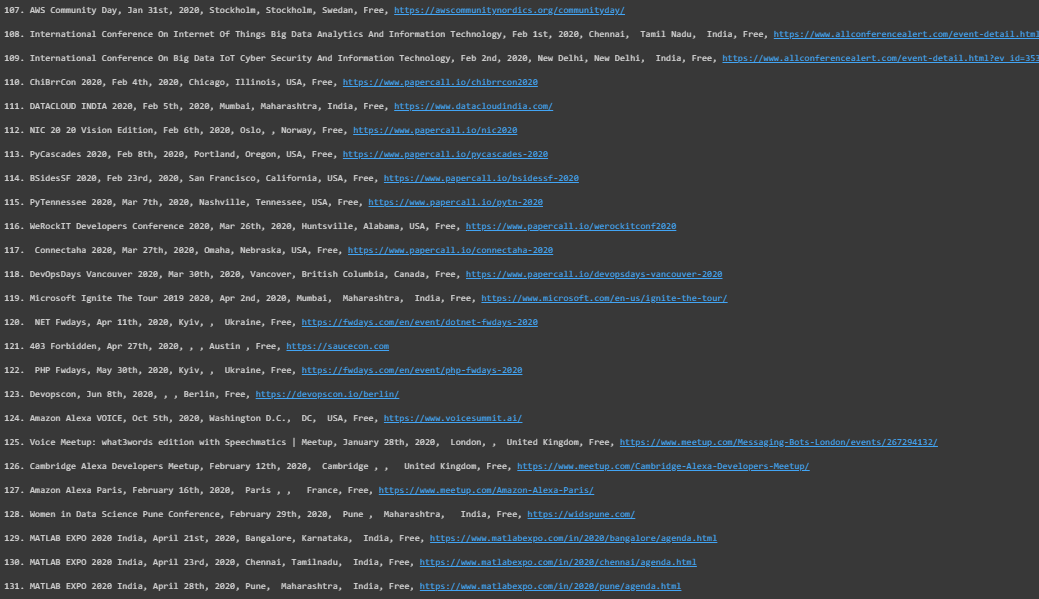 107. AWS Community Day, Jan 31st, 2020, Stockholm, Stockholm, Swedan, Free, https://awscommunitynordics.org/communityday/
108. International Conference On Internet Of Things Big Data Analytics And Information Technology, Feb 1st, 2020, Chennai,  Tamil Nadu,  India, Free, https://www.allconferencealert.com/event-detail.html
109. International Conference On Big Data IoT Cyber Security And Information Technology, Feb 2nd, 2020, New Delhi, New Delhi,  India, Free, https://www.allconferencealert.com/event-detail.html?ev_id=353
110. ChiBrrCon 2020, Feb 4th, 2020, Chicago, Illinois, USA, Free, https://www.papercall.io/chibrrcon2020
111. DATACLOUD INDIA 2020, Feb 5th, 2020, Mumbai, Maharashtra, India, Free, https://www.datacloudindia.com/
112. NIC 20 20 Vision Edition, Feb 6th, 2020, Oslo, , Norway, Free, https://www.papercall.io/nic2020
113. PyCascades 2020, Feb 8th, 2020, Portland, Oregon, USA, Free, https://www.papercall.io/pycascades-2020
114. BSidesSF 2020, Feb 23rd, 2020, San Francisco, California, USA, Free, https://www.papercall.io/bsidessf-2020
115. PyTennessee 2020, Mar 7th, 2020, Nashville, Tennessee, USA, Free, https://www.papercall.io/pytn-2020
116. WeRockIT Developers Conference 2020, Mar 26th, 2020, Huntsville, Alabama, USA, Free, https://www.papercall.io/werockitconf2020
117.  Connectaha 2020, Mar 27th, 2020, Omaha, Nebraska, USA, Free, https://www.papercall.io/connectaha-2020
118. DevOpsDays Vancouver 2020, Mar 30th, 2020, Vancover, British Columbia, Canada, Free, https://www.papercall.io/devopsdays-vancouver-2020
119. Microsoft Ignite The Tour 2019 2020, Apr 2nd, 2020, Mumbai,  Maharashtra,  India, Free, https://www.microsoft.com/en-us/ignite-the-tour/
120.  NET Fwdays, Apr 11th, 2020, Kyiv, ,  Ukraine, Free, https://fwdays.com/en/event/dotnet-fwdays-2020
121. 403 Forbidden, Apr 27th, 2020, , , Austin , Free, https://saucecon.com
122.  PHP Fwdays, May 30th, 2020, Kyiv, ,  Ukraine, Free, https://fwdays.com/en/event/php-fwdays-2020
123. Devopscon, Jun 8th, 2020, , , Berlin, Free, https://devopscon.io/berlin/
124. Amazon Alexa VOICE, Oct 5th, 2020, Washington D.C.,  DC,  USA, Free, https://www.voicesummit.ai/
125. Voice Meetup: what3words edition with Speechmatics | Meetup, January 28th, 2020,  London, ,  United Kingdom, Free, https://www.meetup.com/Messaging-Bots-London/events/267294132/
126. Cambridge Alexa Developers Meetup, February 12th, 2020,  Cambridge , ,   United Kingdom, Free, https://www.meetup.com/Cambridge-Alexa-Developers-Meetup/
127. Amazon Alexa Paris, February 16th, 2020,  Paris , ,   France, Free, https://www.meetup.com/Amazon-Alexa-Paris/
128. Women in Data Science Pune Conference, February 29th, 2020,  Pune ,  Maharashtra,   India, Free, https://widspune.com/
129. MATLAB EXPO 2020 India, April 21st, 2020, Bangalore, Karnataka,  India, Free, https://www.matlabexpo.com/in/2020/bangalore/agenda.html
130. MATLAB EXPO 2020 India, April 23rd, 2020, Chennai, Tamilnadu,  India, Free, https://www.matlabexpo.com/in/2020/chennai/agenda.html
131. MATLAB EXPO 2020 India, April 28th, 2020, Pune,  Maharashtra,  India, Free, https://www.matlabexpo.com/in/2020/pune/agenda.html